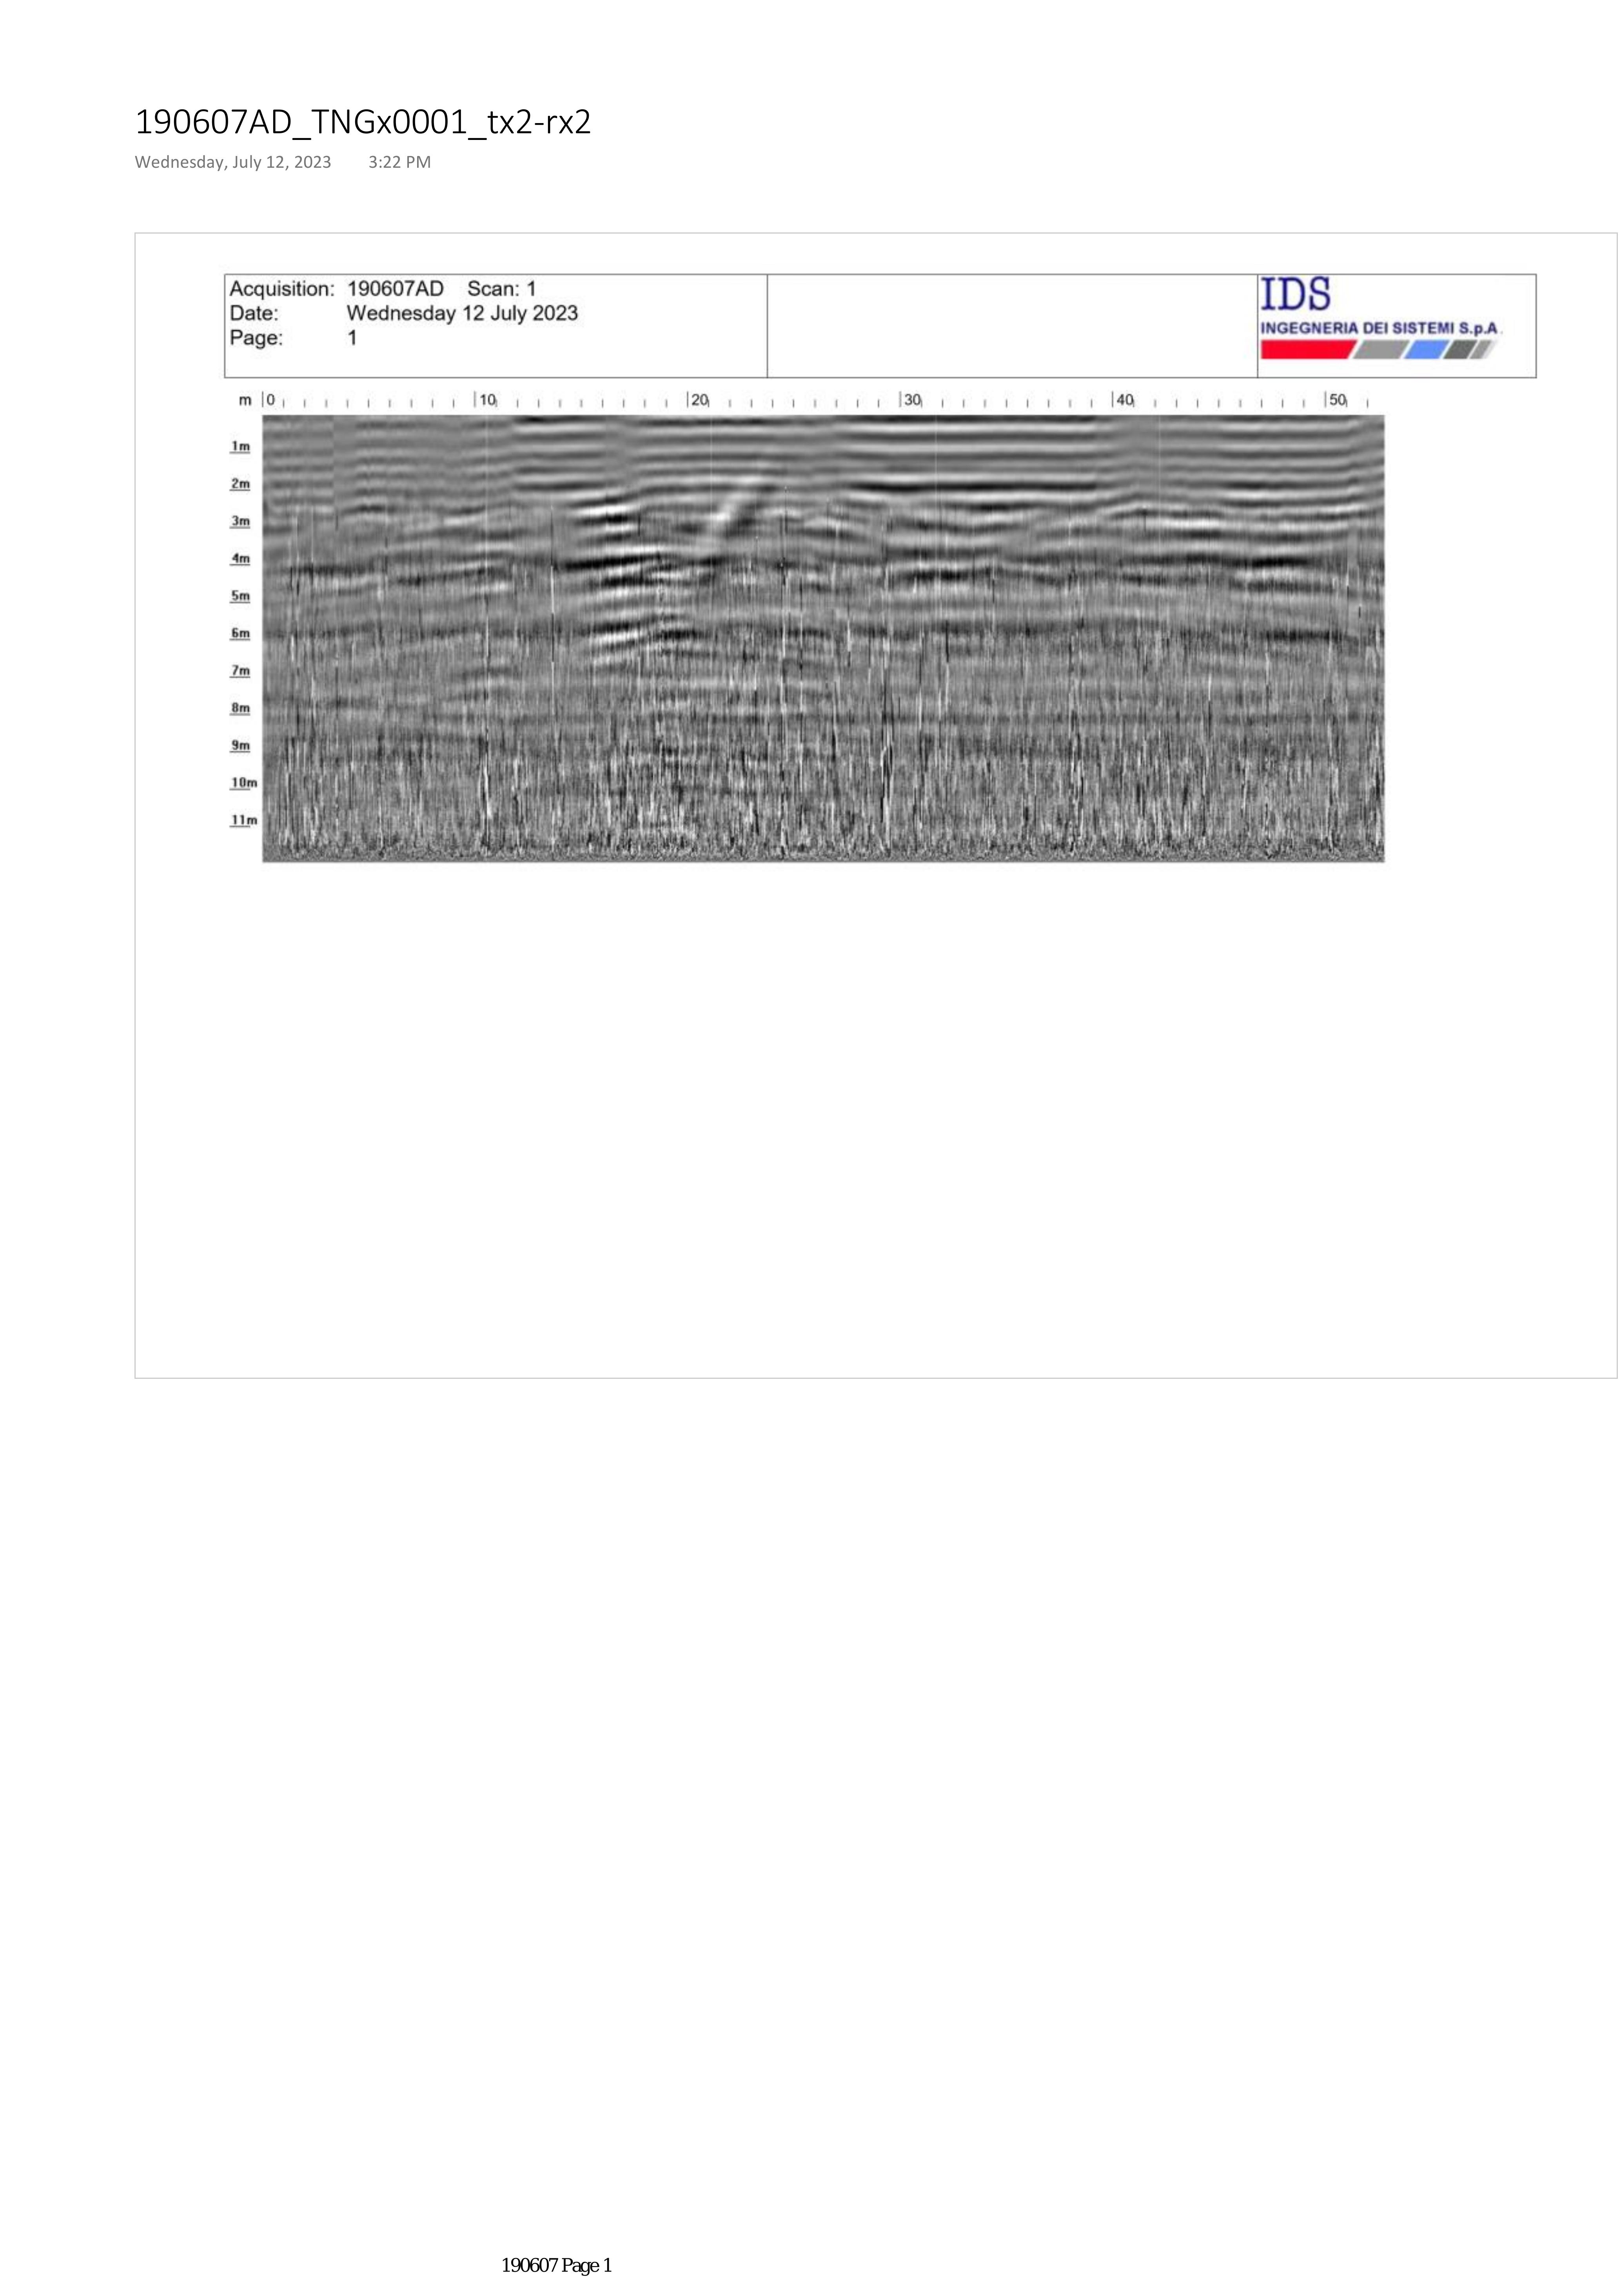 190607AD_TNGx0001_tx2-rx2
Wednesday, July 12, 2023 3:22 PM
Acquisition: 190607AD Scan: 1
Date: Wednesday 12 July 2023
Page: 1
IDS
INGEGNERIA DEI SISTEMI S.p.A.
m 0 10 20 30 40 50
1m
2m
3m
4m
5m
6m
7m
8m
9m
10m
11m
190607 Page 1